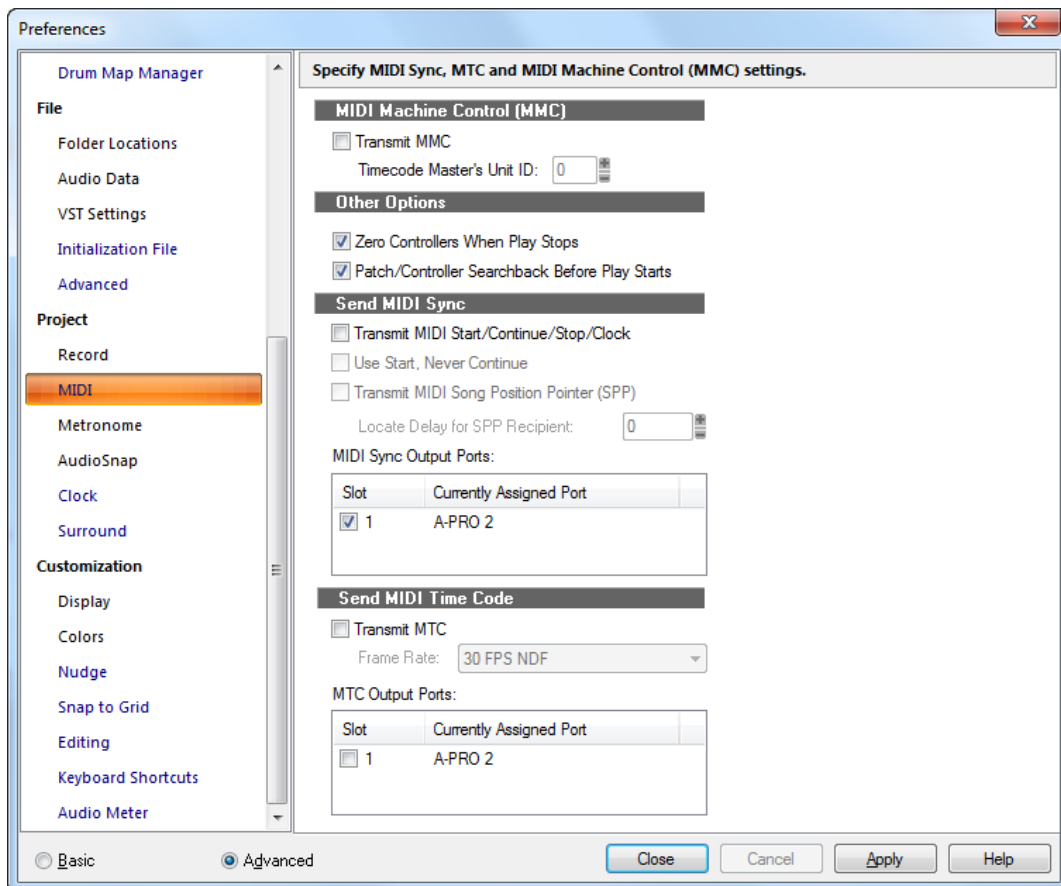 Preferences
Drum Map Manager
File
Folder Locations
Audio Data
VST Settings
Initialization File
Advanced
Project
Record
MIDI
Metronome
AudioSnap
Clock
Surround
Customization
Display
Colors
Nudge
Snap to Grid
Editing
Keyboard Shortcuts
Audio Meter
Specify MIDI Sync, MTC and MIDI Machine Control (MMC) settings.
MIDI Machine Control (MMC)
Transmit MMC
Timecode Master's Unit ID: 0
Other Options
Zero Controllers When Play Stops
Patch/Controller Searchback Before Play Starts
Send MIDI Sync
Transmit MIDI Start/Continue/Stop/Clock
Use Start, Never Continue
Transmit MIDI Song Position Pointer (SPP)
Locate Delay for SPP Recipient: 0
MIDI Sync Output Ports:
Slot Currently Assigned Port
1 A-PRO 2
Send MIDI Time Code
Transmit MTC
Frame Rate: 30 FPS NDF
MTC Output Ports:
Slot Currently Assigned Port
1 A-PRO 2
Basic Advanced Close Cancel Apply Help